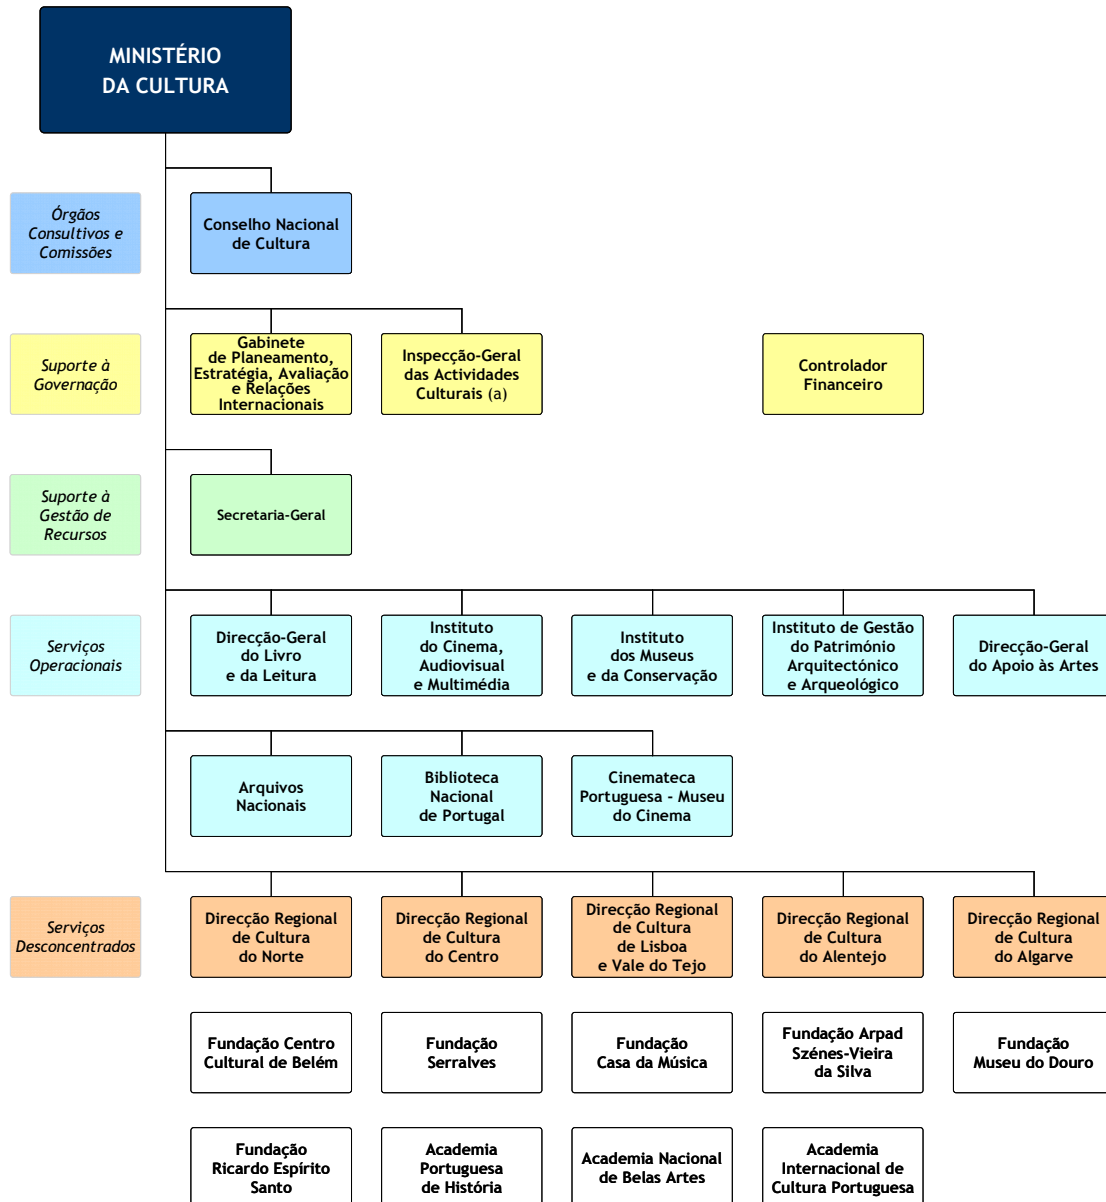 MINISTÉRIO
DA CULTURA
Órgãos
Consultivos e
Comissões
Conselho Nacional
de Cultura
Suporte à
Governação
Gabinete
de Planeamento,
Estratégia, Avaliação
e Relações
Internacionais
Inspecção-Geral
das Actividades
Culturais (a)
Controlador
Financeiro
Suporte à
Gestão de
Recursos
Secretaria-Geral
Serviços
Operacionais
Direcção-Geral
do Livro
e da Leitura
Instituto
do Cinema,
Audiovisual
e Multimédia
Instituto
dos Museus
e da Conservação
Instituto de Gestão
do Património
Arquitectónico
e Arqueológico
Direcção-Geral
do Apoio às Artes
Arquivos
Nacionais
Biblioteca
Nacional
de Portugal
Cinemateca
Portuguesa - Museu
do Cinema
Serviços
Desconcentrados
Direcção Regional
de Cultura
do Norte
Direcção Regional
de Cultura
do Centro
Direcção Regional
de Cultura
de Lisboa
e Vale do Tejo
Direcção Regional
de Cultura
do Alentejo
Direcção Regional
de Cultura
do Algarve
Fundação Centro
Cultural de Belém
Fundação
Serralves
Fundação
Casa da Música
Fundação Arpad
Szénes-Vieira
da Silva
Fundação
Museu do Douro
Fundação
Ricardo Espírito
Santo
Academia
Portuguesa
de História
Academia Nacional
de Belas Artes
Academia
Internacional de
Cultura Portuguesa